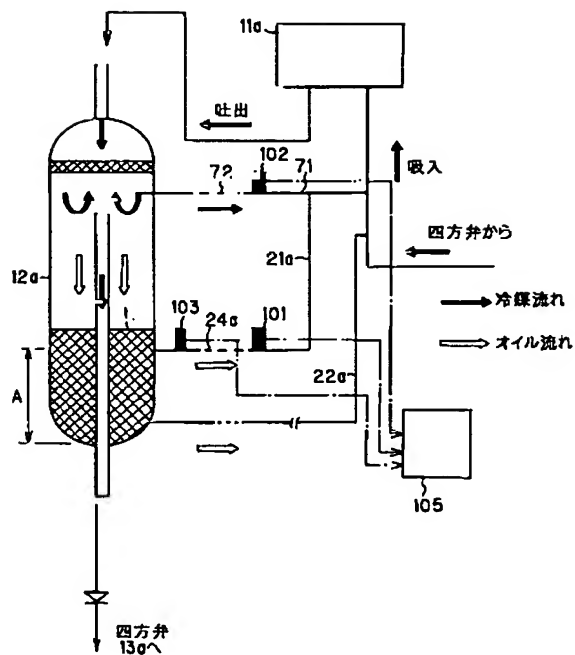 11a
吐出
102
72
71
吸入
四方弁から
12a
21a
冷媒流れ
103
24a
101
オイル流れ
A
22a
105
四方弁
13aへ